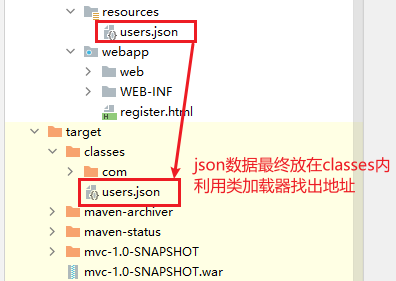 resources
users.json
webapp
web
WEB-INF
register.html
target
classes
com
json数据最终放在classes内
利用类加载器找出地址
users.json
maven-archiver
maven-status
mvc-1.0-SNAPSHOT
mvc-1.0-SNAPSHOT.war